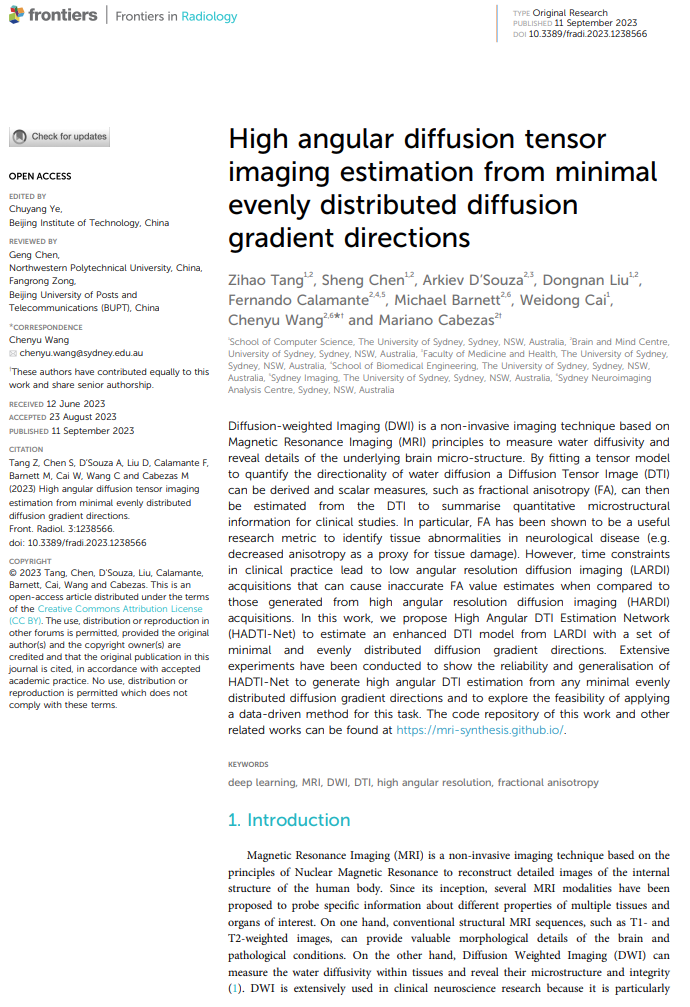 frontiers | Frontiers in Radiology
TYPE Original Research
PUBLISHED 11 September 2023
DOI 10.3389/fradi.2023.1238566
Check for updates
OPEN ACCESS
EDITED BY
Chuyang Ye,
Beijing Institute of Technology, China
REVIEWED BY
Geng Chen,
Northwestern Polytechnical University, China,
Fangrong Zong,
Beijing University of Posts and
Telecommunications (BUPT), China
*CORRESPONDENCE
Chenyu Wang
chenyu.wang@sydney.edu.au
†These authors have contributed equally to this
work and share senior authorship.
RECEIVED 12 June 2023
ACCEPTED 23 August 2023
PUBLISHED 11 September 2023
CITATION
Tang Z, Chen S, D'Souza A, Liu D, Calamante F,
Barnett M, Cai W, Wang C and Cabezas M
(2023) High angular diffusion tensor imaging
estimation from minimal evenly distributed
diffusion gradient directions.
Front. Radiol. 3:1238566.
doi: 10.3389/fradi.2023.1238566
COPYRIGHT
© 2023 Tang, Chen, D'Souza, Liu, Calamante,
Barnett, Cai, Wang and Cabezas. This is an
open-access article distributed under the terms
of the Creative Commons Attribution License
(CC BY). The use, distribution or reproduction in
other forums is permitted, provided the original
author(s) and the copyright owner(s) are
credited and that the original publication in this
journal is cited, in accordance with accepted
academic practice. No use, distribution or
reproduction is permitted which does not
comply with these terms.
High angular diffusion tensor
imaging estimation from minimal
evenly distributed diffusion
gradient directions
Zihao Tang1,2, Sheng Chen1,2, Arkiev D'Souza2,3, Dongnan Liu1,2,
Fernando Calamante2,4,5, Michael Barnett2,6, Weidong Cai1,
Chenyu Wang2,6*† and Mariano Cabezas2†
1School of Computer Science, The University of Sydney, Sydney, NSW, Australia, 2Brain and Mind Centre,
University of Sydney, Sydney, NSW, Australia, 3Faculty of Medicine and Health, The University of Sydney,
Sydney, NSW, Australia, 4School of Biomedical Engineering, The University of Sydney, Sydney, NSW,
Australia, 5Sydney Imaging, The University of Sydney, Sydney, NSW, Australia, 6Sydney Neuroimaging
Analysis Centre, Sydney, NSW, Australia
Diffusion-weighted Imaging (DWI) is a non-invasive imaging technique based on
Magnetic Resonance Imaging (MRI) principles to measure water diffusivity and
reveal details of the underlying brain micro-structure. By fitting a tensor model
to quantify the directionality of water diffusion a Diffusion Tensor Image (DTI)
can be derived and scalar measures, such as fractional anisotropy (FA), can then
be estimated from the DTI to summarise quantitative microstructural
information for clinical studies. In particular, FA has been shown to be a useful
research metric to identify tissue abnormalities in neurological disease (e.g.
decreased anisotropy as a proxy for tissue damage). However, time constraints
in clinical practice lead to low angular resolution diffusion imaging (LARDI)
acquisitions that can cause inaccurate FA value estimates when compared to
those generated from high angular resolution diffusion imaging (HARDI)
acquisitions. In this work, we propose High Angular DTI Estimation Network
(HADTI-Net) to estimate an enhanced DTI model from LARDI with a set of
minimal and evenly distributed diffusion gradient directions. Extensive
experiments have been conducted to show the reliability and generalisation of
HADTI-Net to generate high angular DTI estimation from any minimal evenly
distributed diffusion gradient directions and to explore the feasibility of applying
a data-driven method for this task. The code repository of this work and other
related works can be found at https://mri-synthesis.github.io/.
KEYWORDS
deep learning, MRI, DWI, DTI, high angular resolution, fractional anisotropy
1. Introduction
Magnetic Resonance Imaging (MRI) is a non-invasive imaging technique based on the
principles of Nuclear Magnetic Resonance to reconstruct detailed images of the internal
structure of the human body. Since its inception, several MRI modalities have been
proposed to probe specific information about different properties of multiple tissues and
organs of interest. On one hand, conventional structural MRI sequences, such as T1- and
T2-weighted images, can provide valuable morphological details of the brain and
pathological conditions. On the other hand, Diffusion Weighted Imaging (DWI) can
measure the water diffusivity within tissues and reveal their microstructure and integrity
(1). DWI is extensively used in clinical neuroscience research because it is particularly